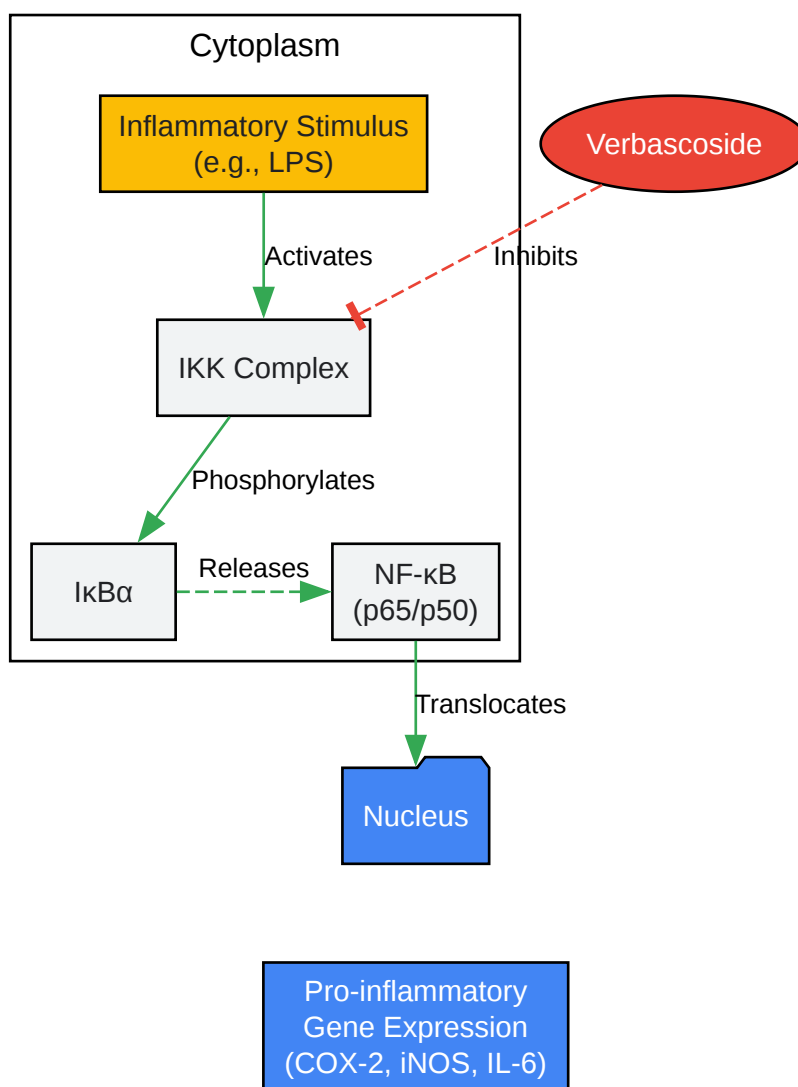 Cytoplasm
Inflammatory Stimulus
(e.g., LPS)
Verbascoside
Activates
Inhibits
IKK Complex
Phosphorylates
IκBα
Releases
NF-κB
(p65/p50)
Translocates
Nucleus
Pro-inflammatory
Gene Expression
(COX-2, iNOS, IL-6)